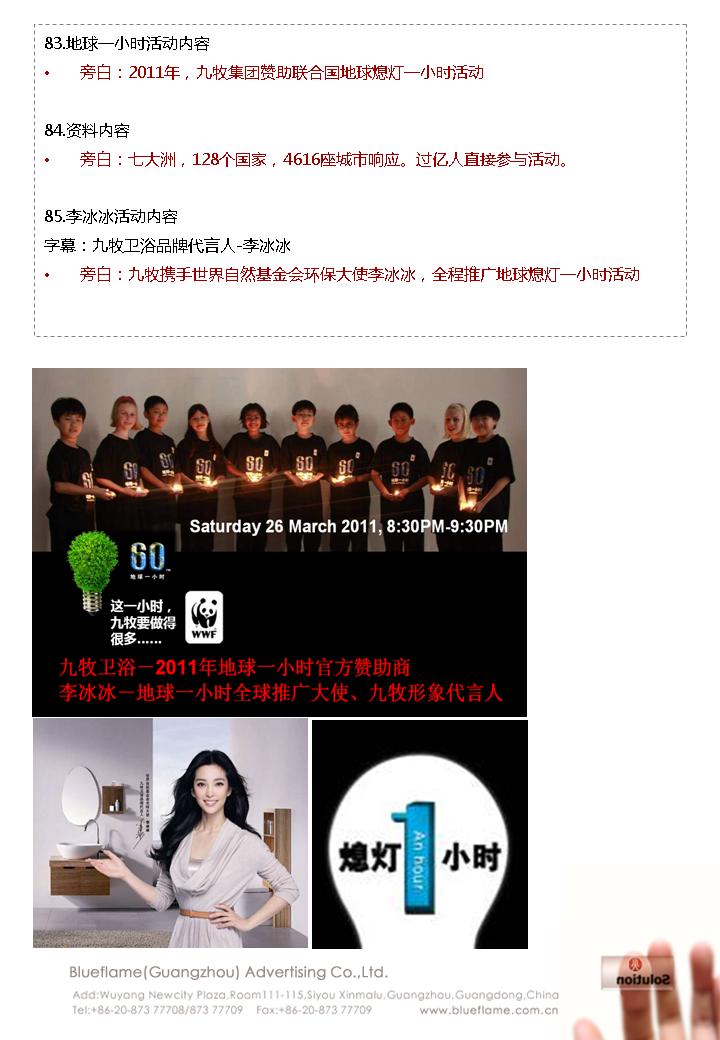 83.地球一小时活动内容
• 旁白：2011年，九牧集团赞助联合国地球熄灯一小时活动
84.资料内容
• 旁白：七大洲，128个国家，4616座城市响应。过亿人直接参与活动。
85.李冰冰活动内容
字幕：九牧卫浴品牌代言人-李冰冰
• 旁白：九牧携手世界自然基金会环保大使李冰冰，全程推广地球熄灯一小时活动
Saturday 26 March 2011, 8:30PM-9:30PM
60
地球一小时
这一小时，
九牧要做得
很多......
WWF
九牧卫浴－2011年地球一小时官方赞助商
李冰冰－地球一小时全球推广大使、九牧形象代言人
熄灯1小时
An hour
Solution
Blueflame(Guangzhou) Advertising Co.,Ltd.
Add:Wuyang Newcity Plaza,Room111-115,Siyou Xinmalu,Guangzhou,Guangdong,China
Tel:+86-20-873 77708/873 77709 Fax:+86-20-873 77709 www.blueflame.com.cn